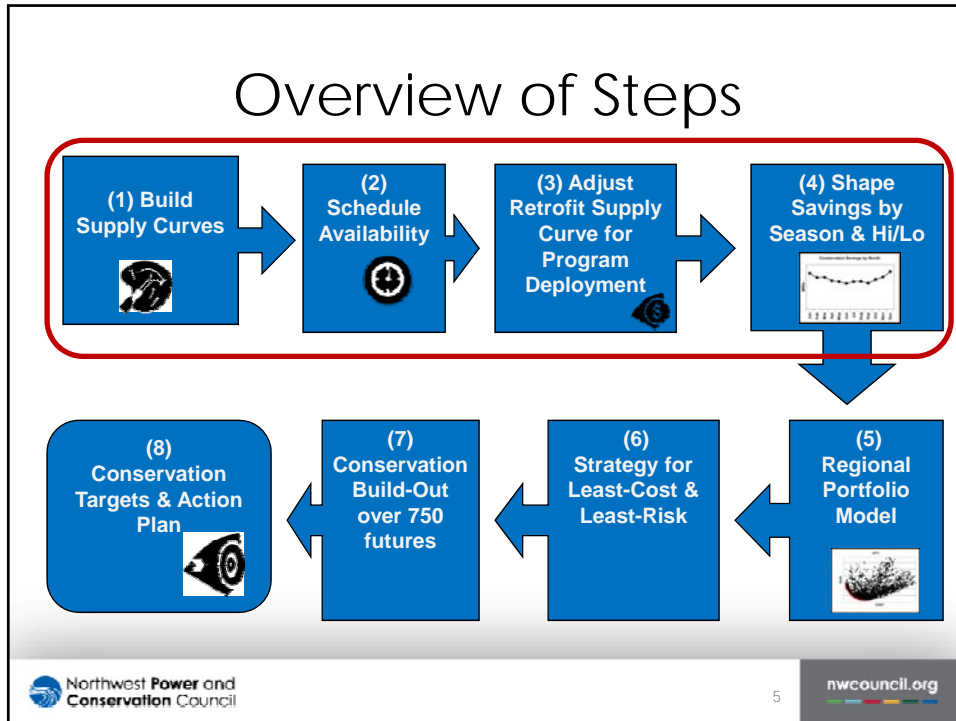 Overview of Steps
(1) Build
Supply Curves
(2)
Schedule
Availability
(3) Adjust
Retrofit Supply
Curve for
Program
Deployment
(4) Shape
Savings by
Season & Hi/Lo
(5)
Regional
Portfolio
Model
(6)
Strategy for
Least-Cost &
Least-Risk
(7)
Conservation
Build-Out
over 750
futures
(8)
Conservation
Targets & Action
Plan
Northwest Power and
Conservation Council
5
nwcouncil.org